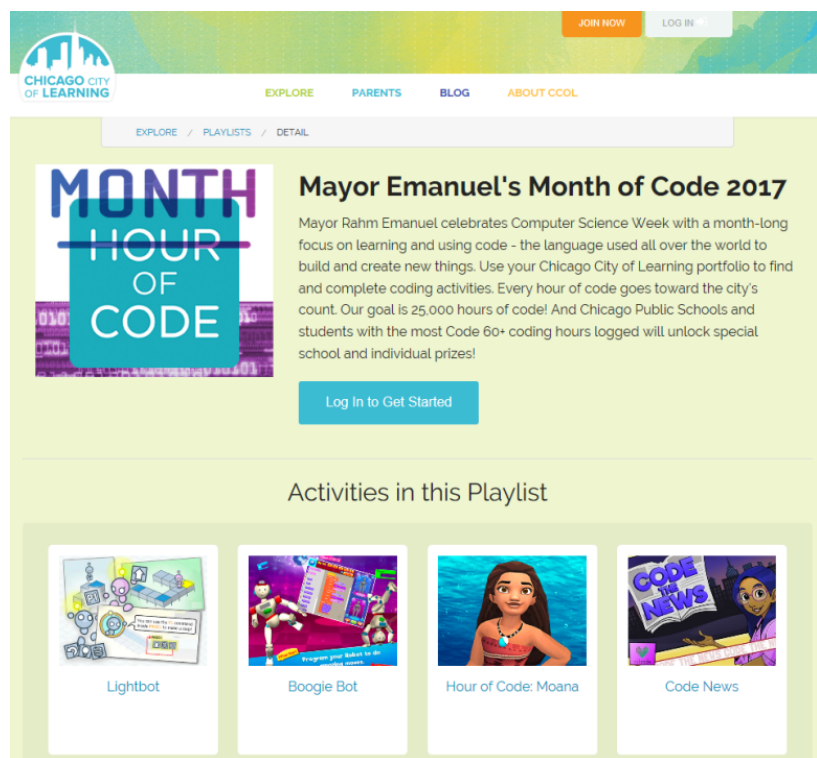 JOIN NOW
LOG IN
CHICAGO CITY
OF LEARNING
EXPLORE
PARENTS
BLOG
ABOUT CCOL
EXPLORE / PLAYLISTS / DETAIL
MONTH
HOUR
OF
CODE
Mayor Emanuel's Month of Code 2017
Mayor Rahm Emanuel celebrates Computer Science Week with a month-long
focus on learning and using code - the language used all over the world to
build and create new things. Use your Chicago City of Learning portfolio to find
and complete coding activities. Every hour of code goes toward the city's
count. Our goal is 25,000 hours of code! And Chicago Public Schools and
students with the most Code 60+ coding hours logged will unlock special
school and individual prizes!
Log In to Get Started
Activities in this Playlist
You can use the
Program your Robot to do
moves.
CODE
THE
NEWS
Lightbot
Boogie Bot
Hour of Code: Moana
Code News